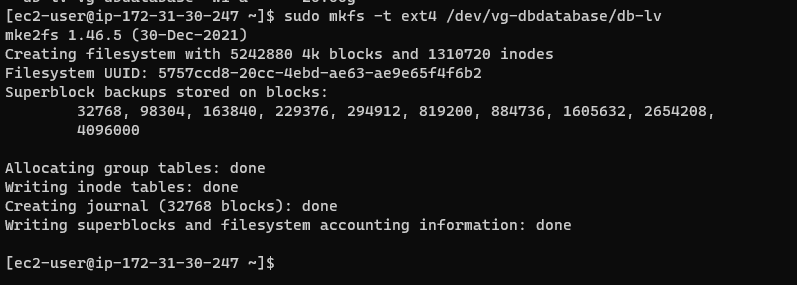 [ec2-user@ip-172-31-30-247 ~]$ sudo mkfs -t ext4 /dev/vg-dbdatabase/db-lv
mke2fs 1.46.5 (30-Dec-2021)
Creating filesystem with 5242880 4k blocks and 1310720 inodes
Filesystem UUID: 5757ccd8-20cc-4ebd-ae63-ae9e65f4f6b2
Superblock backups stored on blocks:
32768, 98304, 163840, 229376, 294912, 819200, 884736, 1605632, 2654208,
4096000
Allocating group tables: done
Writing inode tables: done
Creating journal (32768 blocks): done
Writing superblocks and filesystem accounting information: done
[ec2-user@ip-172-31-30-247 ~]$